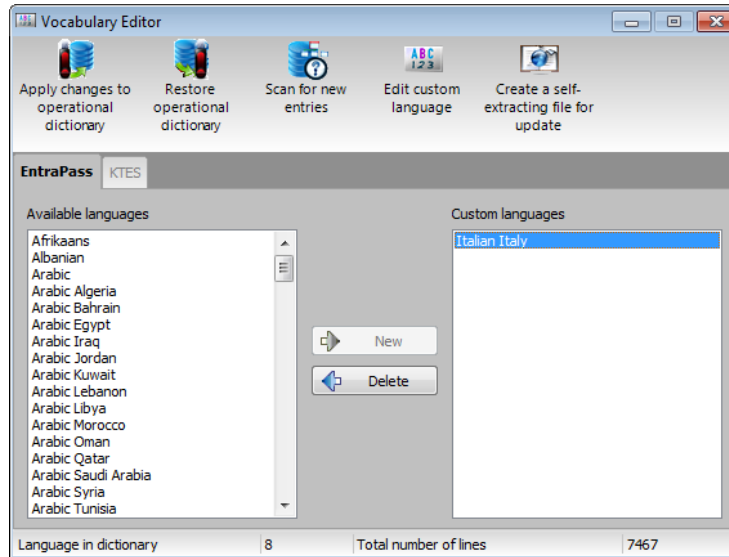 Vocabulary Editor
Apply changes to
operational
dictionary
Restore
operational
dictionary
Scan for new
entries
ABC
123
Edit custom
language
Create a self-
extracting file for
update
EntraPass
KTES
Available languages
Afrikaans
Albanian
Arabic
Arabic Algeria
Arabic Bahrain
Arabic Egypt
Arabic Iraq
Arabic Jordan
Arabic Kuwait
Arabic Lebanon
Arabic Libya
Arabic Morocco
Arabic Oman
Arabic Qatar
Arabic Saudi Arabia
Arabic Syria
Arabic Tunisia
New
Delete
Custom languages
Italian Italy
Language in dictionary 8 Total number of lines 7467